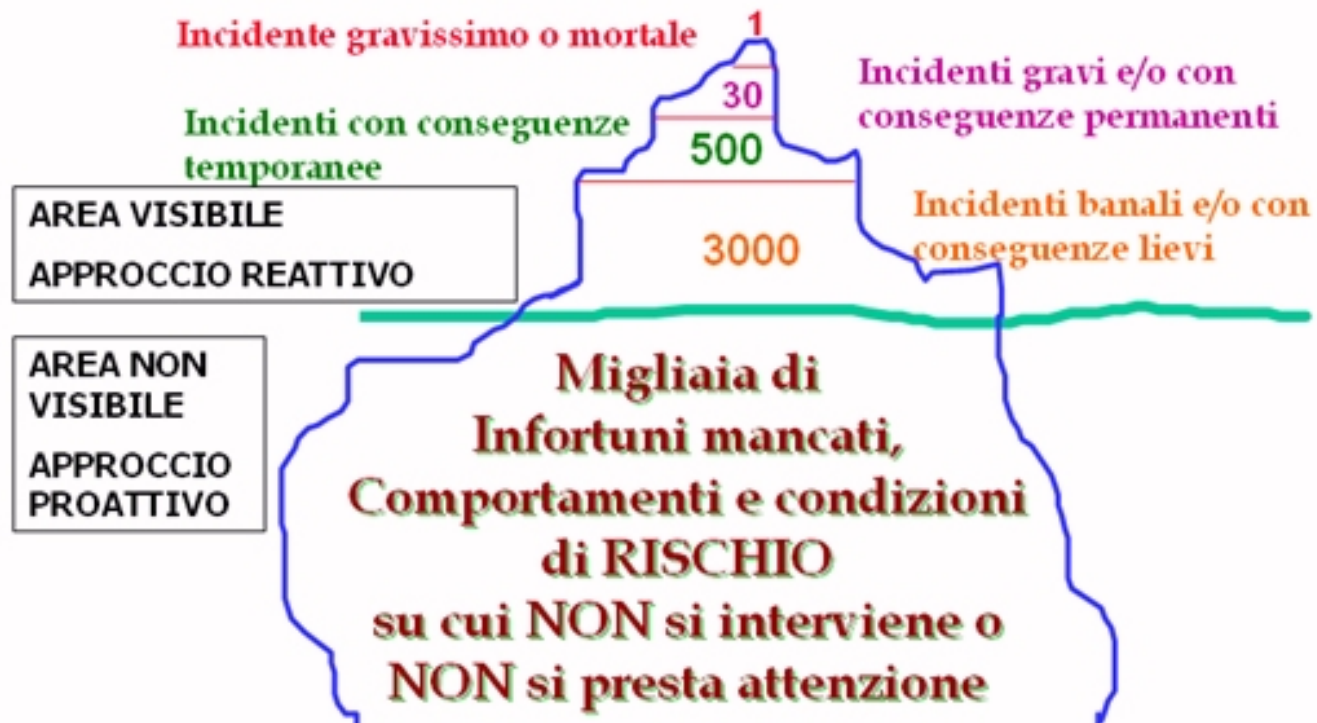 1
Incidente gravissimo o mortale
30
Incidenti gravi e/o con
conseguenze permanenti
Incidenti con conseguenze
temporanee
500
AREA VISIBILE
APPROCCIO REATTIVO
3000
Incidenti banali e/o con
conseguenze lievi
AREA NON
VISIBILE
APPROCCIO
PROATTIVO
Migliaia di
Infortuni mancati,
Comportamenti e condizioni
di RISCHIO
su cui NON si interviene o
NON si presta attenzione